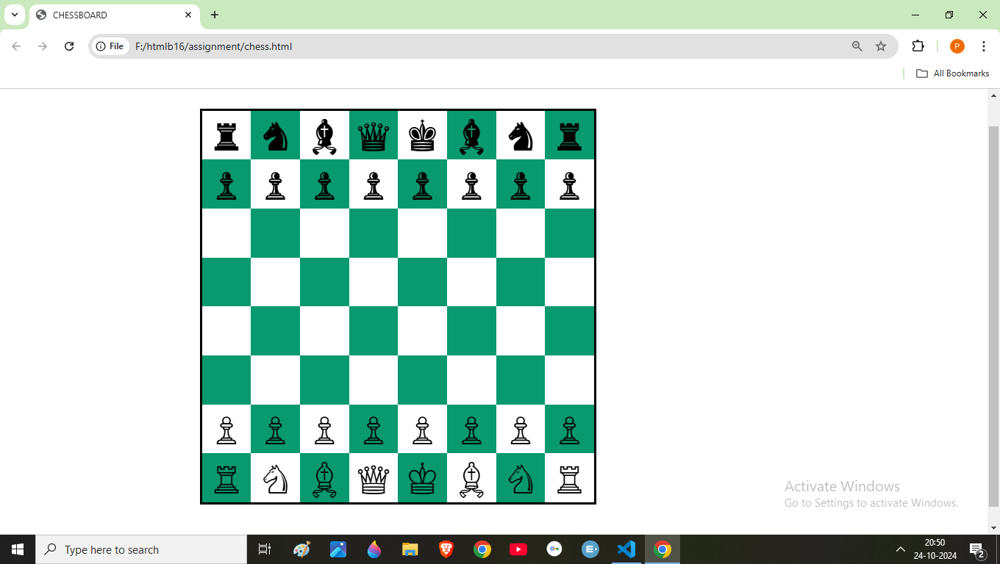 CHESSBOARD
File F:/htmlb16/assignment/chess.html
P
All Bookmarks
Activate Windows
Go to Settings to activate Windows.
Type here to search
20:50
24-10-2024
2